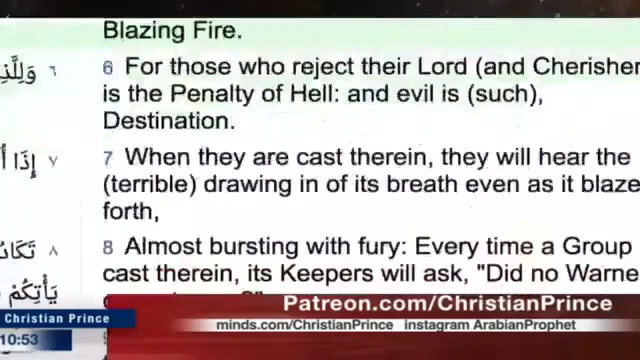 Blazing Fire.
٦ 6 For those who reject their Lord (and Cherisher
is the Penalty of Hell: and evil is (such),
Destination.
٧ 7 When they are cast therein, they will hear the
(terrible) drawing in of its breath even as it blaze
forth,
٨ 8 Almost bursting with fury: Every time a Group
cast therein, its Keepers will ask, "Did no Warne
Patreon.com/ChristianPrince
Christian Prince
minds.com/ChristianPrince instagram ArabianProphet
10:53